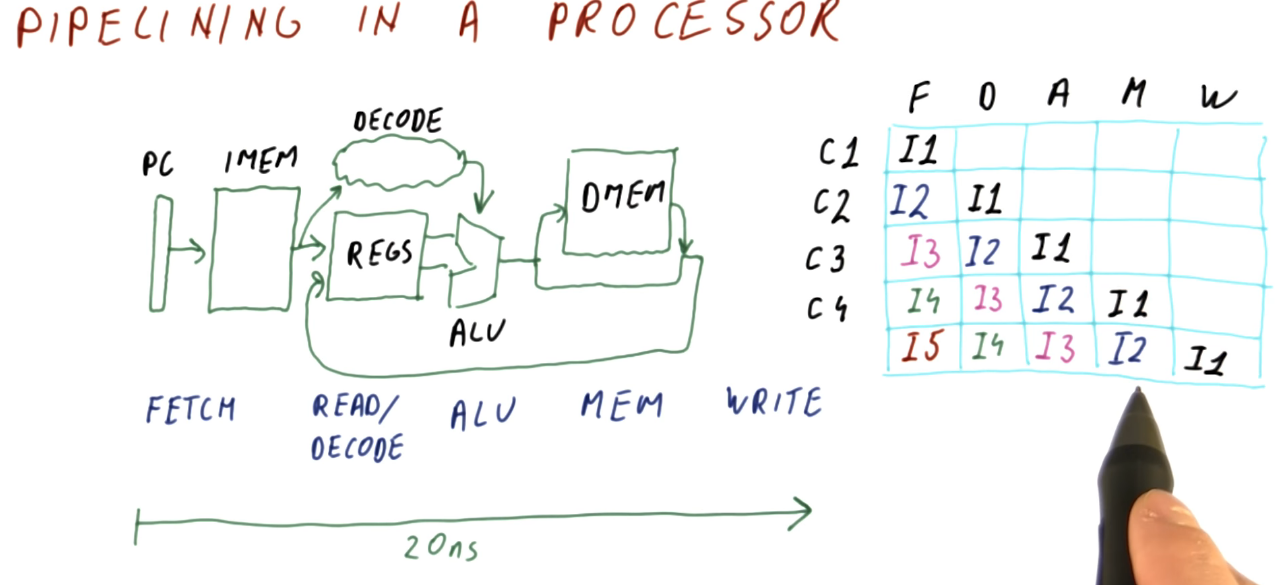 PIPELINING IN A PROCESSOR
F D A M W
DECODE
PC IMEM
C1 I1
DMEM
C2 I2 I1
REGS
C3 I3 I2 I1
C4 I4 I3 I2 I1
ALU
I5 I4 I3 I2 I1
FETCH READ/ ALU MEM WRITE
DECODE
20ns